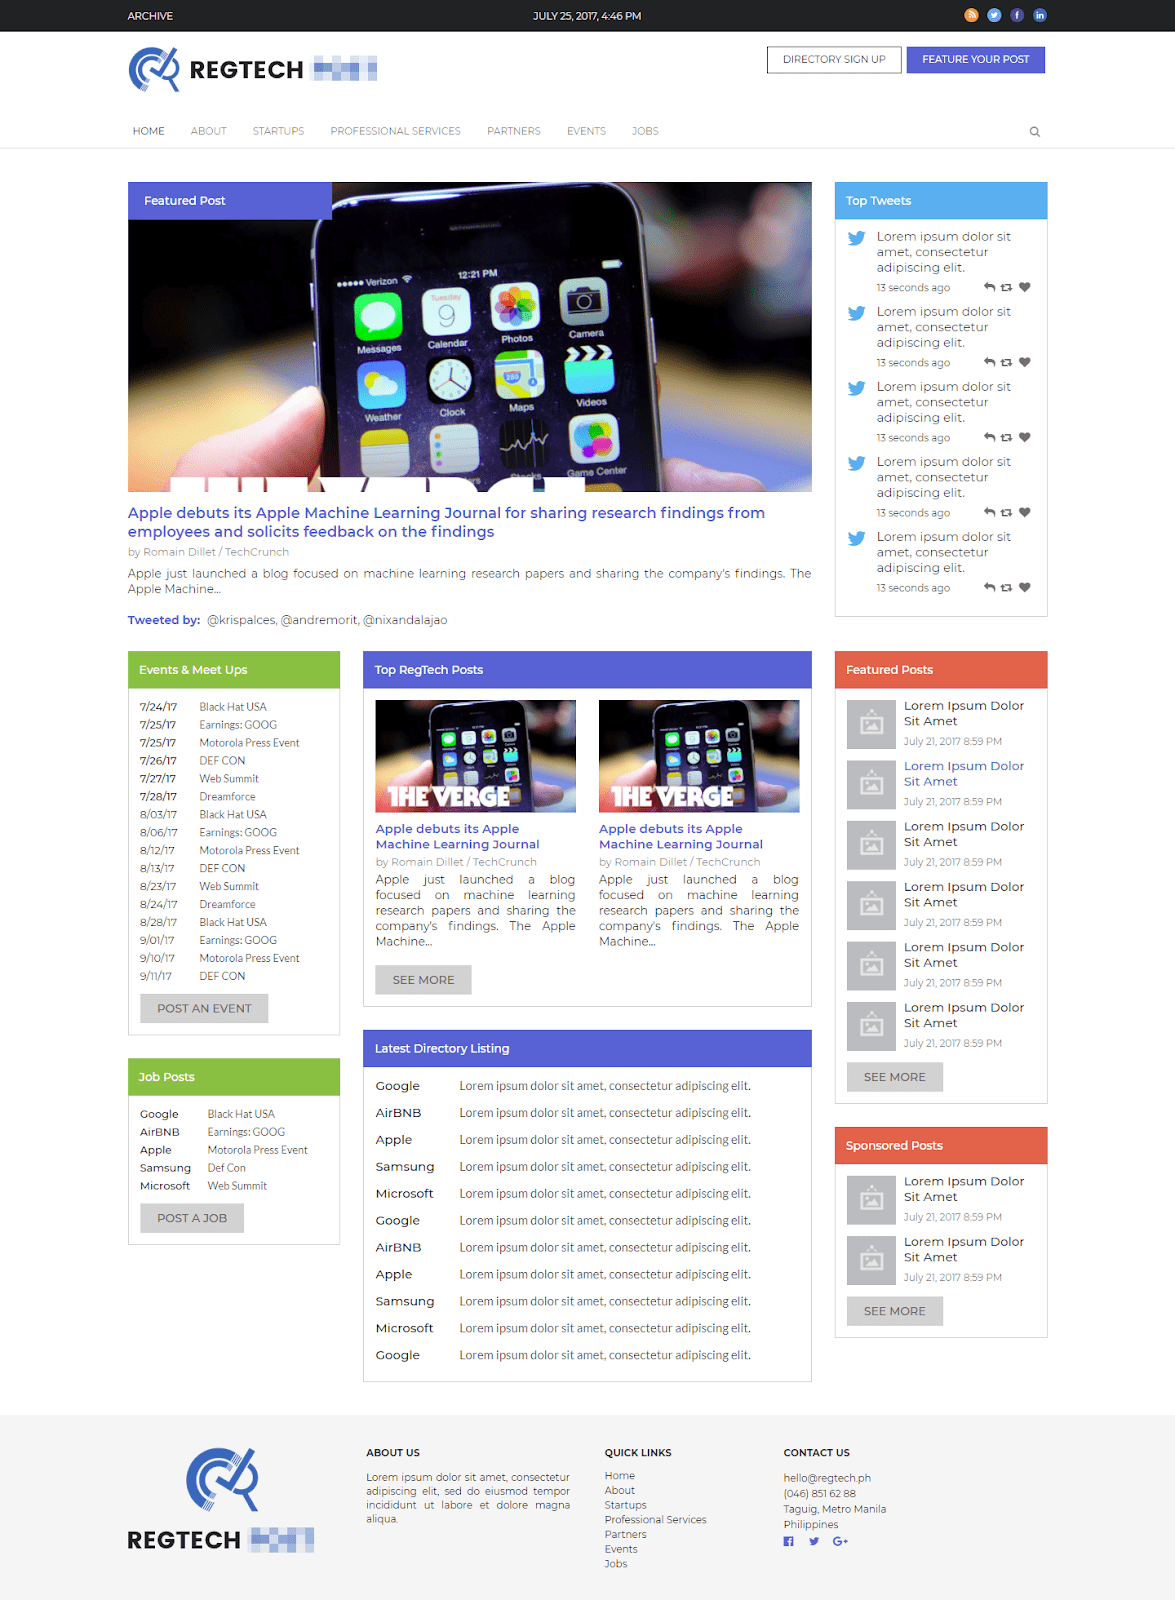 ARCHIVE
JULY 25, 2017, 4:46 PM
REGTECH
DIRECTORY SIGN UP
FEATURE YOUR POST
HOME
ABOUT
STARTUPS
PROFESSIONAL SERVICES
PARTNERS
EVENTS
JOBS
Featured Post
Verizon
12:21 PM
Tuesday
9
Messages
Calendar
Photos
Camera
Weather
Clock
Maps
Videos
Stocks
Game Center
Apple debuts its Apple Machine Learning Journal for sharing research findings from
employees and solicits feedback on the findings
by Romain Dillet / TechCrunch
Apple just launched a blog focused on machine learning research papers and sharing the company's findings. The
Apple Machine...
Tweeted by: @krispalces, @andremorit, @nixandalajao
Top Tweets
Lorem ipsum dolor sit
amet, consectetur
adipiscing elit.
13 seconds ago
Lorem ipsum dolor sit
amet, consectetur
adipiscing elit.
13 seconds ago
Lorem ipsum dolor sit
amet, consectetur
adipiscing elit.
13 seconds ago
Lorem ipsum dolor sit
amet, consectetur
adipiscing elit.
13 seconds ago
Lorem ipsum dolor sit
amet, consectetur
adipiscing elit.
13 seconds ago
Events & Meet Ups
7/24/17 Black Hat USA
7/25/17 Earnings: GOOG
7/25/17 Motorola Press Event
7/26/17 DEF CON
7/27/17 Web Summit
7/28/17 Dreamforce
8/03/17 Black Hat USA
8/06/17 Earnings: GOOG
8/12/17 Motorola Press Event
8/13/17 DEF CON
8/23/17 Web Summit
8/24/17 Dreamforce
8/28/17 Black Hat USA
9/01/17 Earnings: GOOG
9/10/17 Motorola Press Event
9/11/17 DEF CON
POST AN EVENT
Job Posts
Google Black Hat USA
AirBNB Earnings: GOOG
Apple Motorola Press Event
Samsung Def Con
Microsoft Web Summit
POST A JOB
Top RegTech Posts
THE VERGE
Apple debuts its Apple
Machine Learning Journal
by Romain Dillet / TechCrunch
Apple just launched a blog
focused on machine learning
research papers and sharing the
company's findings. The Apple
Machine...
THE VERGE
Apple debuts its Apple
Machine Learning Journal
by Romain Dillet / TechCrunch
Apple just launched a blog
focused on machine learning
research papers and sharing the
company's findings. The Apple
Machine...
SEE MORE
Latest Directory Listing
Google Lorem ipsum dolor sit amet, consectetur adipiscing elit.
AirBNB Lorem ipsum dolor sit amet, consectetur adipiscing elit.
Apple Lorem ipsum dolor sit amet, consectetur adipiscing elit.
Samsung Lorem ipsum dolor sit amet, consectetur adipiscing elit.
Microsoft Lorem ipsum dolor sit amet, consectetur adipiscing elit.
Google Lorem ipsum dolor sit amet, consectetur adipiscing elit.
AirBNB Lorem ipsum dolor sit amet, consectetur adipiscing elit.
Apple Lorem ipsum dolor sit amet, consectetur adipiscing elit.
Samsung Lorem ipsum dolor sit amet, consectetur adipiscing elit.
Microsoft Lorem ipsum dolor sit amet, consectetur adipiscing elit.
Google Lorem ipsum dolor sit amet, consectetur adipiscing elit.
Featured Posts
Lorem Ipsum Dolor
Sit Amet
July 21, 2017 8:59 PM
Lorem Ipsum Dolor
Sit Amet
July 21, 2017 8:59 PM
Lorem Ipsum Dolor
Sit Amet
July 21, 2017 8:59 PM
Lorem Ipsum Dolor
Sit Amet
July 21, 2017 8:59 PM
Lorem Ipsum Dolor
Sit Amet
July 21, 2017 8:59 PM
Lorem Ipsum Dolor
Sit Amet
July 21, 2017 8:59 PM
SEE MORE
Sponsored Posts
Lorem Ipsum Dolor
Sit Amet
July 21, 2017 8:59 PM
Lorem Ipsum Dolor
Sit Amet
July 21, 2017 8:59 PM
SEE MORE
REGTECH
ABOUT US
Lorem ipsum dolor sit amet, consectetur
adipiscing elit, sed do eiusmod tempor
incididunt ut labore et dolore magna
aliqua.
QUICK LINKS
Home
About
Startups
Professional Services
Partners
Events
Jobs
CONTACT US
hello@regtech.ph
(046) 851 62 88
Taguig, Metro Manila
Philippines